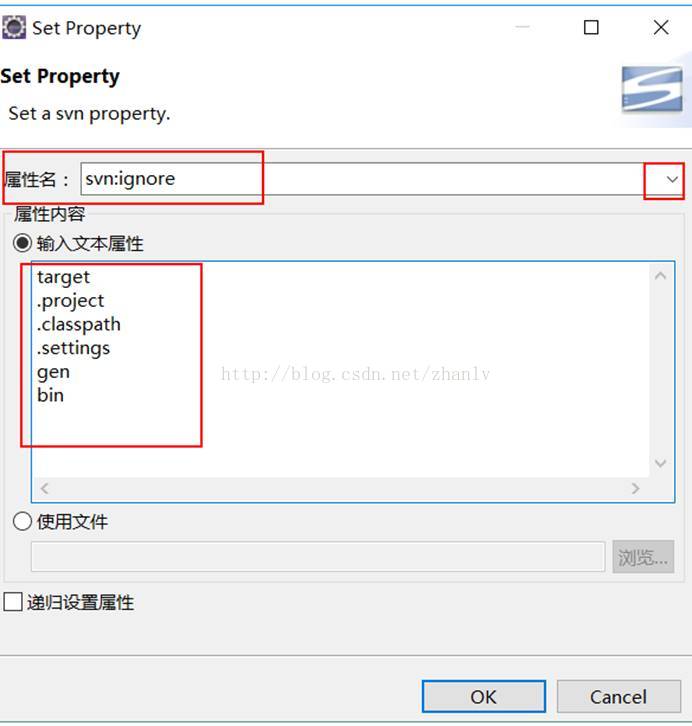 Set Property
Set Property
Set a svn property.
属性名： svn:ignore
属性内容
输入文本属性
target
.project
.classpath
.settings
gen
bin
http://blog.csdn.net/zhanlv
使用文件
浏览...
递归设置属性
OK Cancel